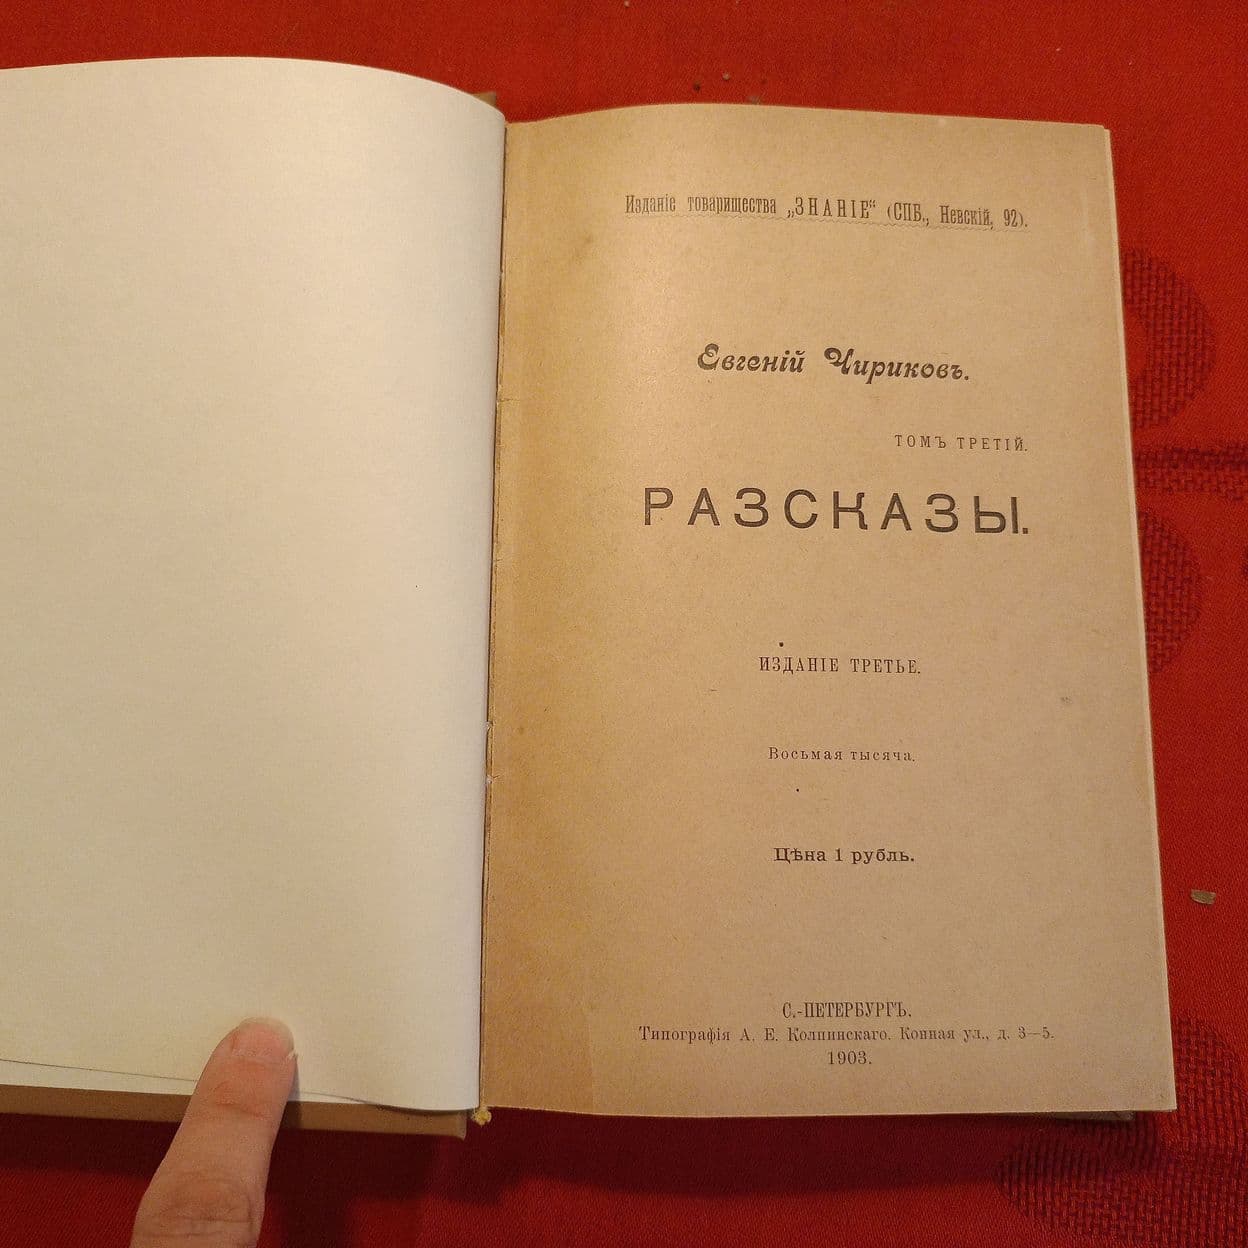 Изданіе товарищества „ЗНАНІЕ“ (СПБ., Невскій, 92).
Евгеній Чириковъ.
ТОМЪ ТРЕТІЙ.
РАЗСКАЗЫ.
ИЗДАНІЕ ТРЕТЬЕ.
Восьмая тысяча.
Цѣна 1 рубль.
С.-ПЕТЕРБУРГЪ.
Типографія А. Е. Колпинскаго. Конная ул., д. 3—5.
1903.